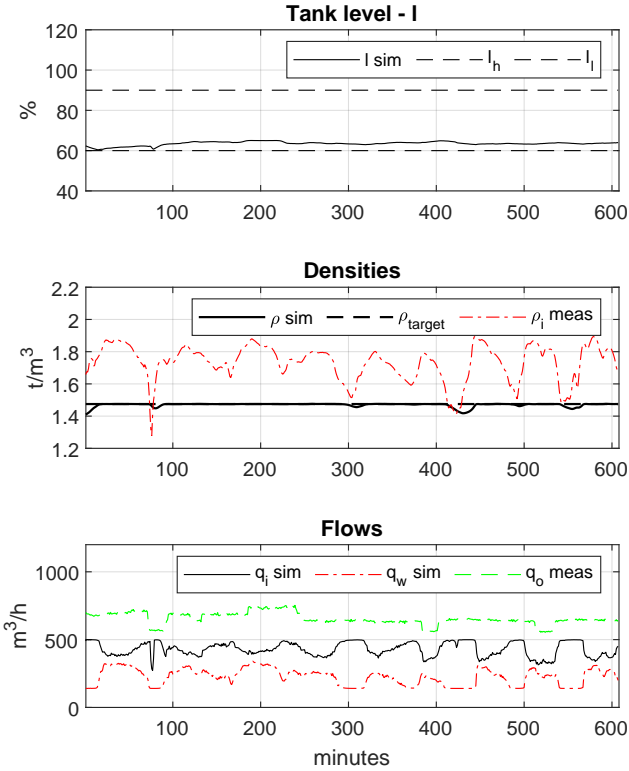 Tank level - l
120
100
80
60
40
%
l sim
l_h
l_l
100 200 300 400 500 600
Densities
2.2
2
1.8
1.6
1.4
1.2
t/m³
ρ sim
ρ_target
ρ_i meas
100 200 300 400 500 600
Flows
1000
500
0
m³/h
q_i sim
q_w sim
q_o meas
100 200 300 400 500 600
minutes